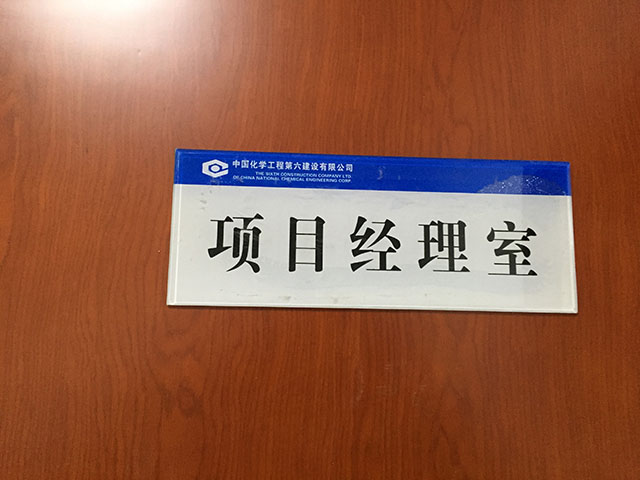 中国化学工程第六建设有限公司
THE SIXTH CONSTRUCTION COMPANY LTD.
OF CHINA NATIONAL CHEMICAL ENGINEERING CORP.
项目经理室